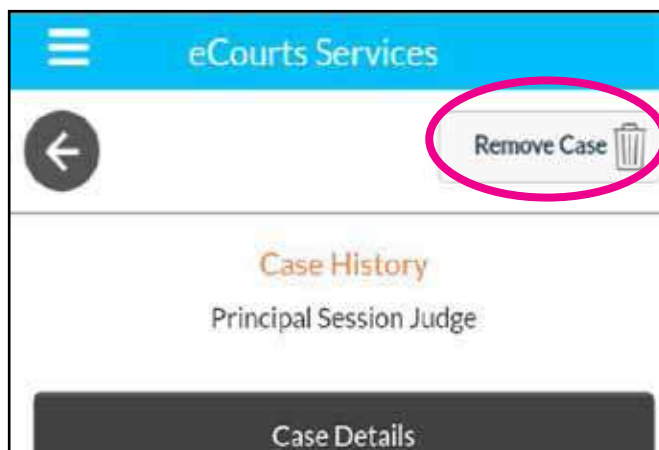 eCourts Services
Remove Case
Case History
Principal Session Judge
Case Details